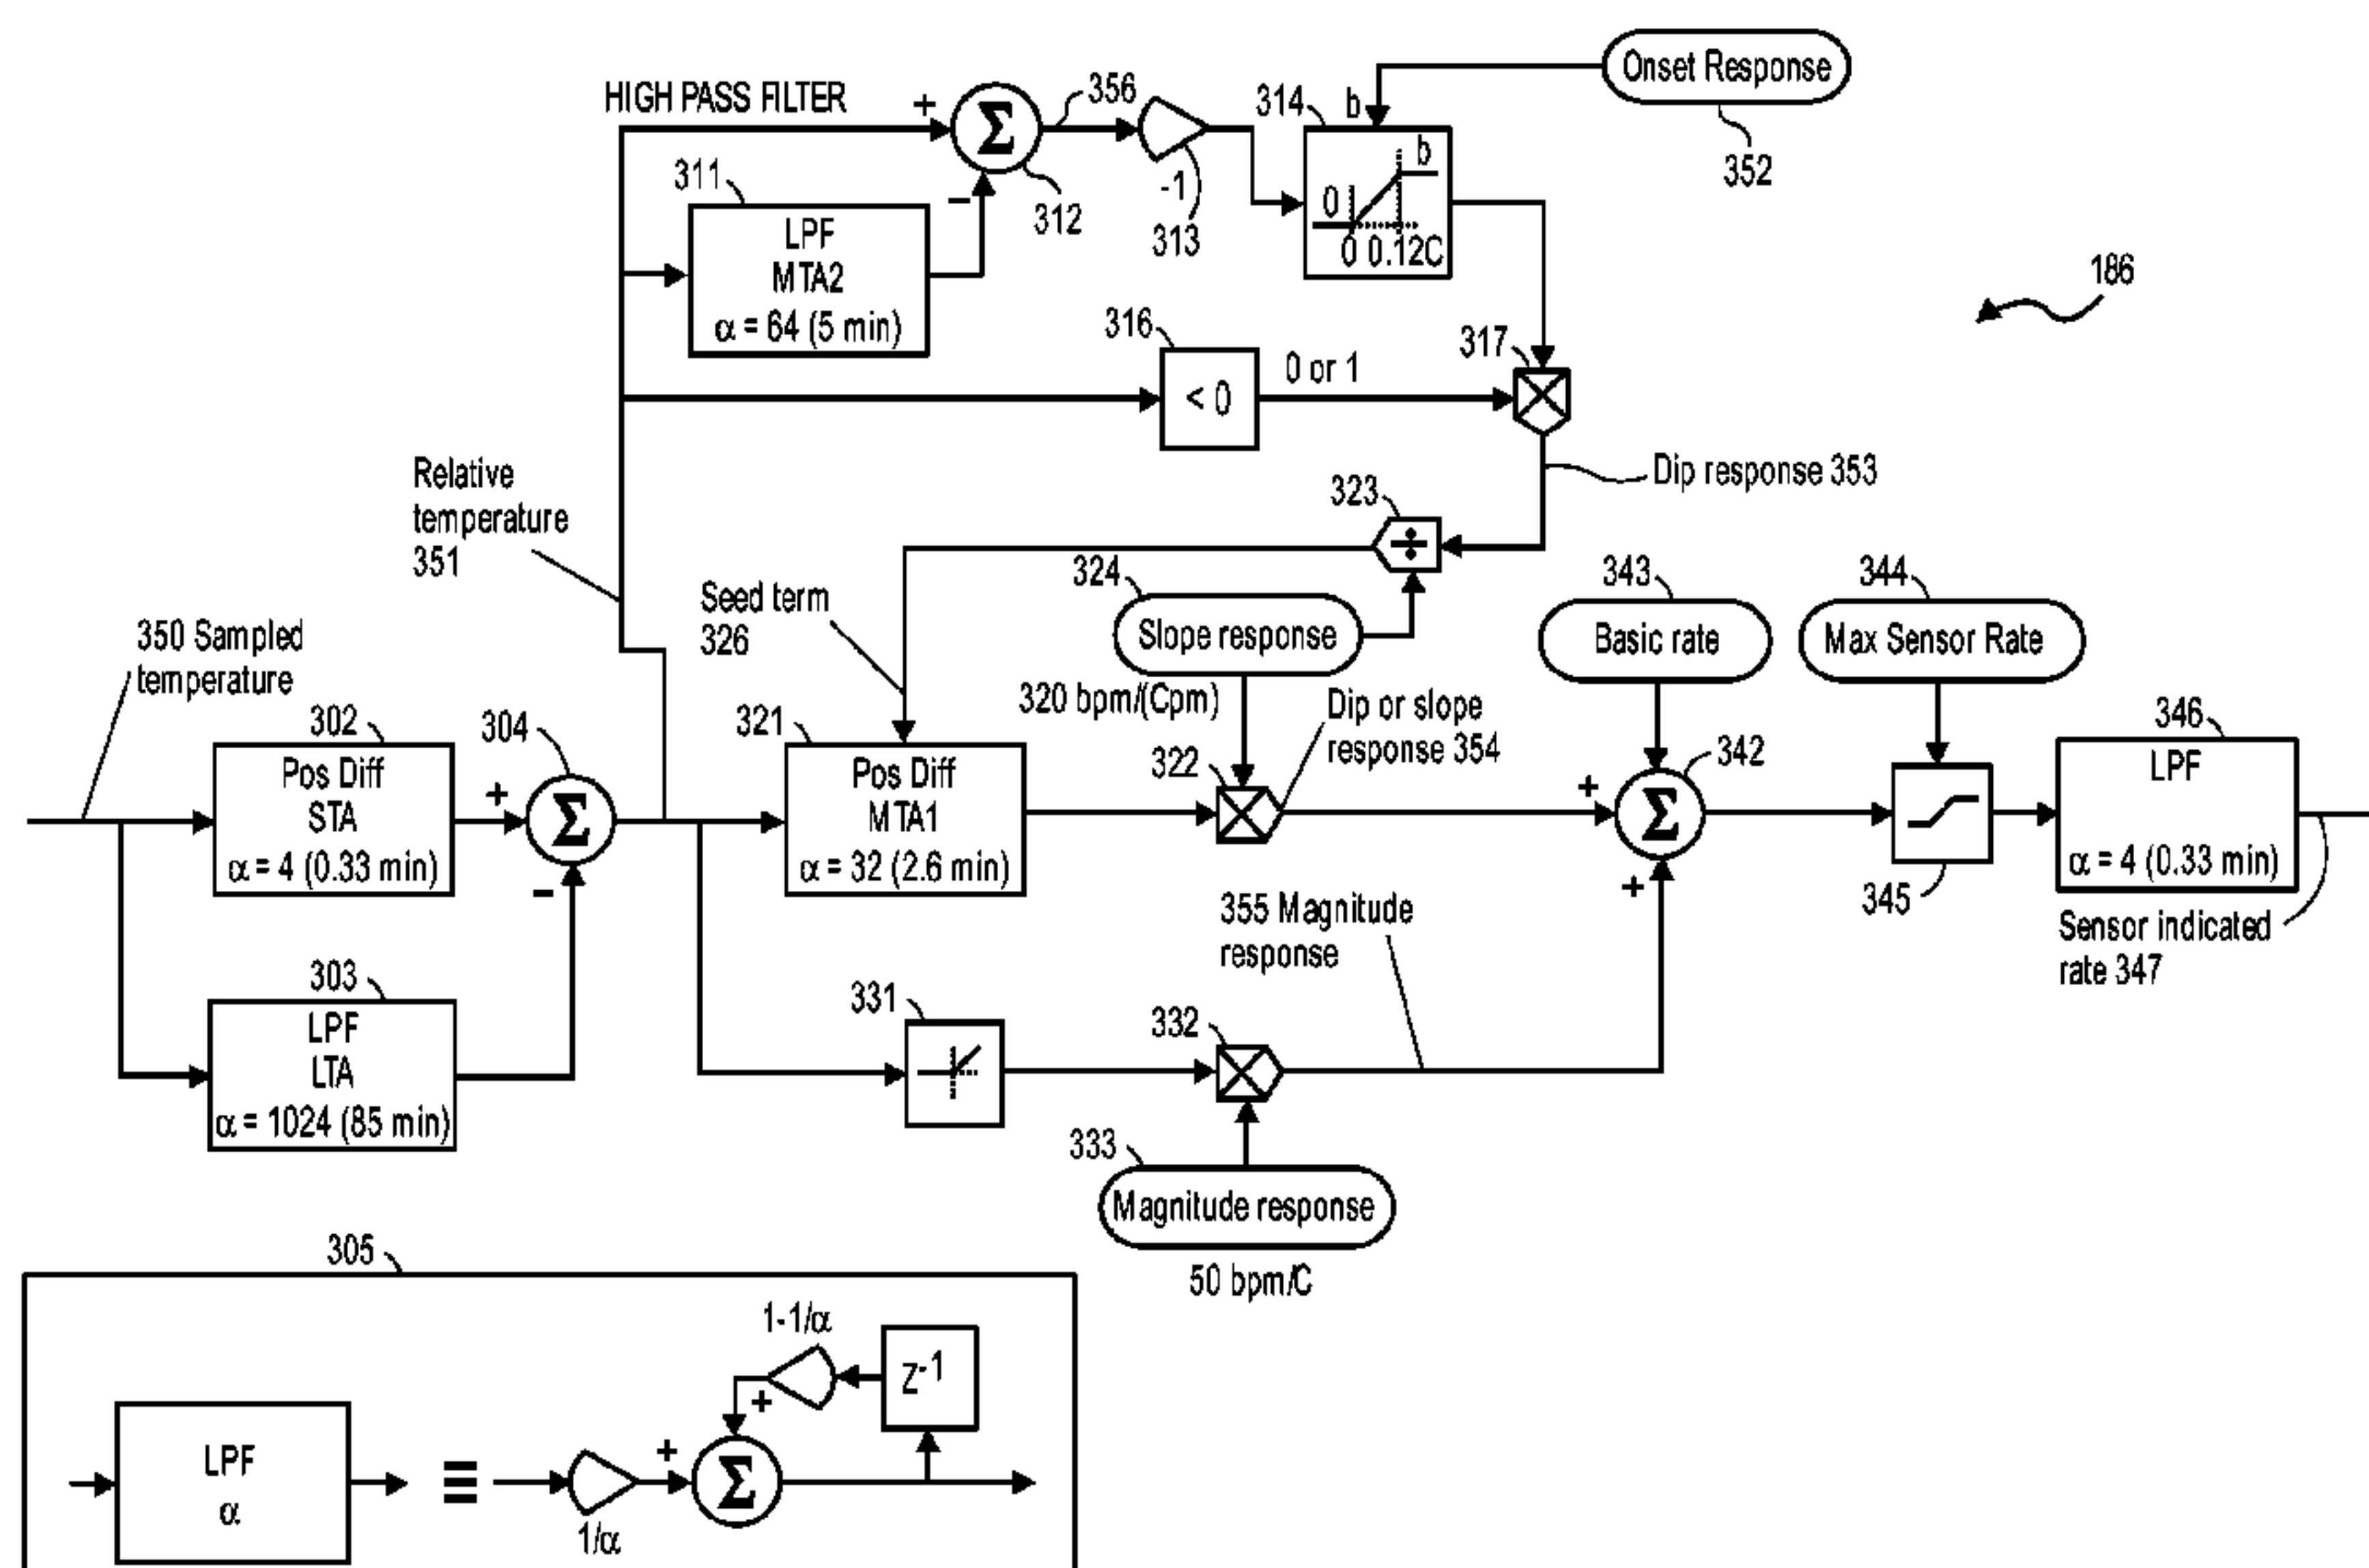 Onset Response
352
HIGH PASS FILTER
+
Σ
356
-1
313
312
−
314
b
b
0
0 0.12C
311
LPF
MTA2
α = 64 (5 min)
186
316
< 0
0 or 1
317
Dip response 353
323
÷
Relative
temperature
351
Seed term
326
324
Slope response
320 bpm/(Cpm)
343
Basic rate
344
Max Sensor Rate
350 Sampled
temperature
302
Pos Diff
STA
α = 4 (0.33 min)
304
+
Σ
−
321
Pos Diff
MTA1
α = 32 (2.6 min)
322
Dip or slope
response 354
+
Σ
342
+
345
346
LPF
α = 4 (0.33 min)
Sensor indicated
rate 347
303
LPF
LTA
α = 1024 (85 min)
331
332
355 Magnitude
response
333
Magnitude response
50 bpm/C
305
LPF
α
≡
1/α
+
Σ
+
1-1/α
z-1